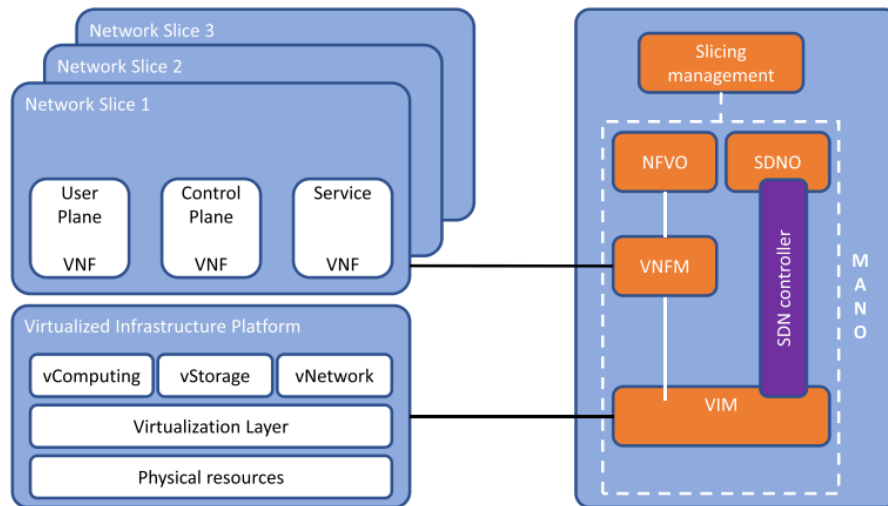 Network Slice 3
Network Slice 2
Network Slice 1
User
Plane
VNF
Control
Plane
VNF
Service
VNF
Virtualized Infrastructure Platform
vComputing
vStorage
vNetwork
Virtualization Layer
Physical resources
Slicing
management
NFVO
SDNO
VNFM
SDN controller
VIM
MANO